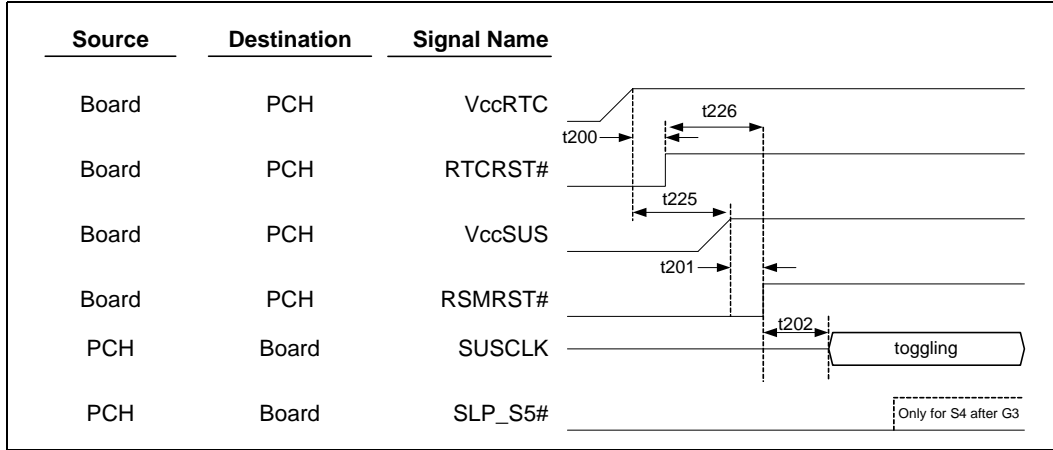 Source Destination Signal Name
Board PCH VccRTC
t226
t200
Board PCH RTCRST#
t225
Board PCH VccSUS
t201
Board PCH RSMRST#
t202
PCH Board SUSCLK toggling
PCH Board SLP_S5# Only for S4 after G3